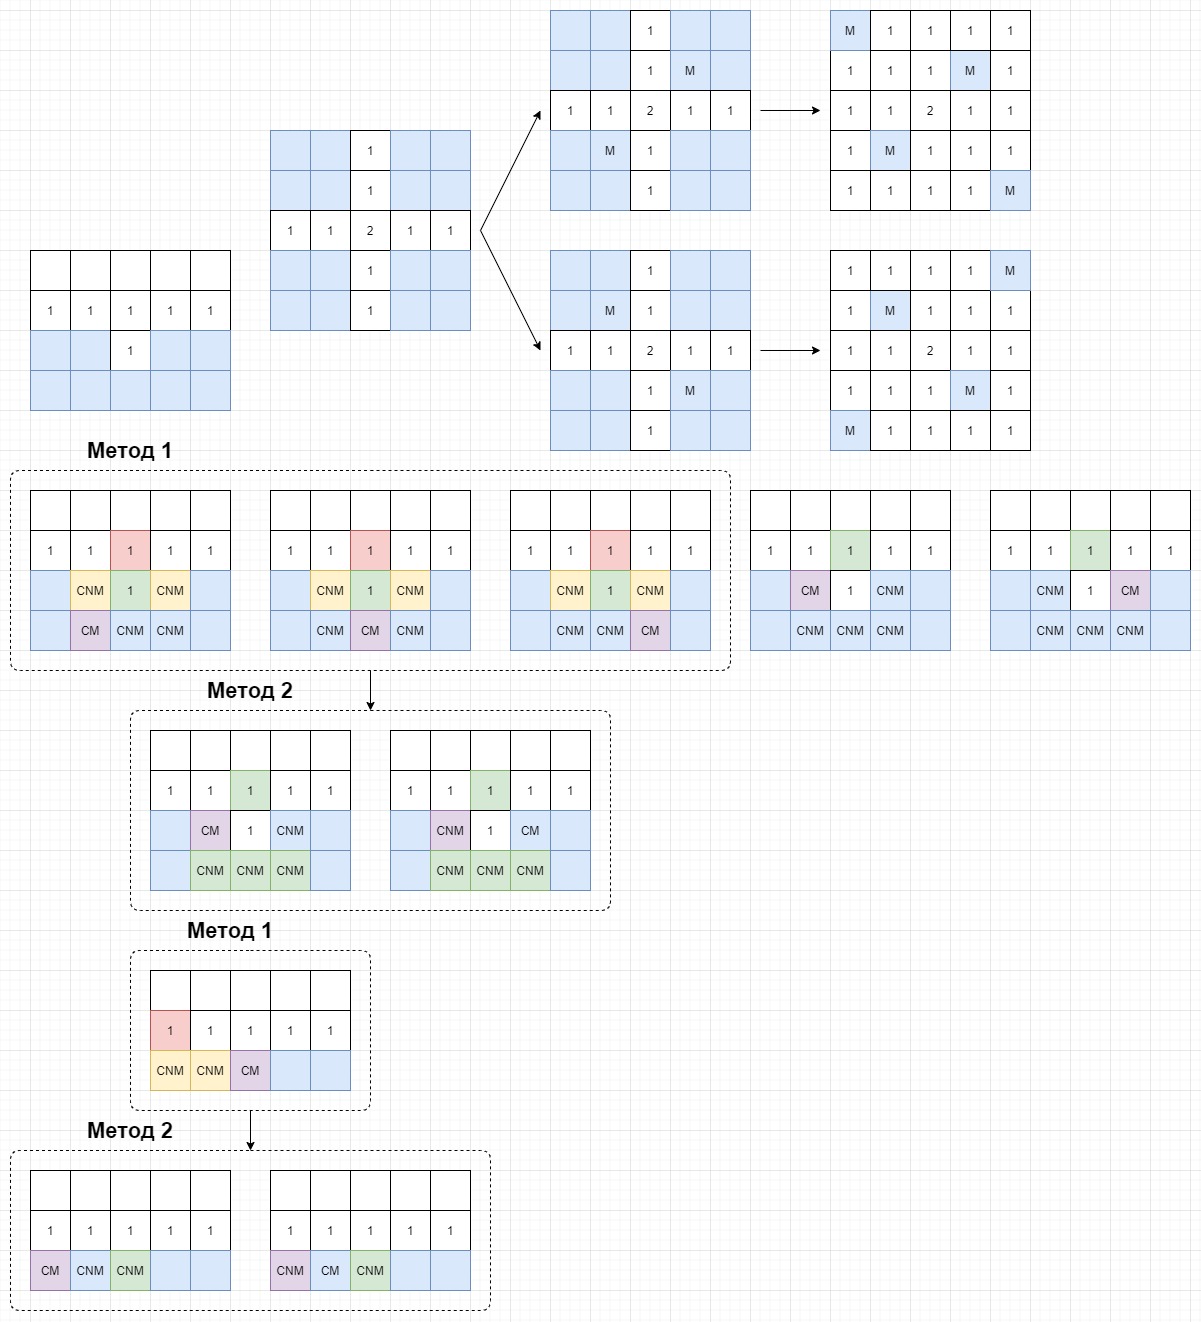 1 M 1 1 1 1
1 M 1 1 1 M 1
1 1 2 1 1 1 1 2 1 1
1 M 1 1 M 1 1 1
1 1 1 1 1 1 M
1 1 2 1 1
1 1 1 1 1 1 M
1 1 1 1 1 1 M 1 1 M 1 1 1
1 1 1 2 1 1 1 1 2 1 1
1 M 1 1 1 M 1
1 M 1 1 1 1
Метод 1
1 1 1 1 1 1 1 1 1 1 1 1 1 1 1 1 1 1 1 1 1 1 1 1 1
CNM 1 CNM CNM 1 CNM CNM 1 CNM CM 1 CNM CNM 1 CM
CM CNM CNM CNM CM CNM CNM CNM CM CNM CNM CNM CNM CNM CNM
Метод 2
1 1 1 1 1 1 1 1 1 1
CM 1 CNM CNM 1 CM
CNM CNM CNM CNM CNM CNM
Метод 1
1 1 1 1 1
CNM CNM CM
Метод 2
1 1 1 1 1 1 1 1 1 1
CM CNM CNM CNM CM CNM